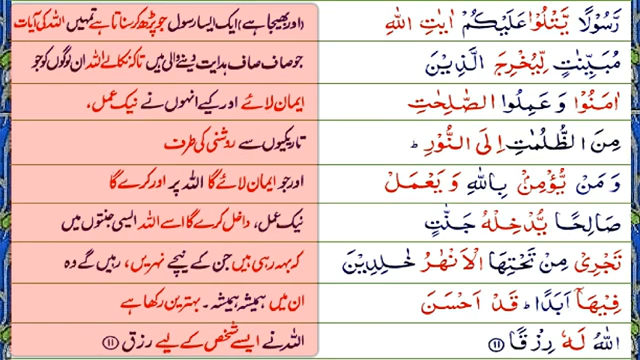 رَّسُوۡلًا يَّتۡلُوۡا عَلَيۡكُمۡ اٰيٰتِ اللّٰهِ
(اور بھیجا ہے) ایک ایسا رسول جو پڑھ کر سناتا ہے تمہیں اللہ کی آیات
مُبَيِّنٰتٍ لِّيُخۡرِجَ الَّذِيۡنَ
جو صاف صاف ہدایت دینے والی ہیں تاکہ نکالے اللہ ان لوگوں کو جو
اٰمَنُوۡا وَعَمِلُوا الصّٰلِحٰتِ
ایمان لائے اور کیے انہوں نے نیک عمل،
مِنَ الظُّلُمٰتِ اِلَى النُّوۡرِ ؕ
تاریکیوں سے روشنی کی طرف
وَمَنۡ يُّؤۡمِنۡۢ بِاللّٰهِ وَيَعۡمَلۡ
اور جو ایمان لائے گا اللہ پر اور کرے گا
صَالِحًـا يُّدۡخِلۡهُ جَنّٰتٍ
نیک عمل، داخل کرے گا اسے اللہ ایسی جنتوں میں
تَجۡرِىۡ مِنۡ تَحۡتِهَا الۡاَنۡهٰرُ خٰلِدِيۡنَ
کہ بہہ رہی ہیں جن کے نیچے نہریں، رہیں گے وہ
فِيۡهَاۤ اَبَدًا ؕ قَدۡ اَحۡسَنَ
ان میں ہمیشہ ہمیشہ۔ بہترین رکھا ہے
اللّٰهُ لَهٗ رِزۡقًا ﴿۱۱﴾
اللہ نے ایسے شخص کے لیے رزق ﴿۱۱﴾